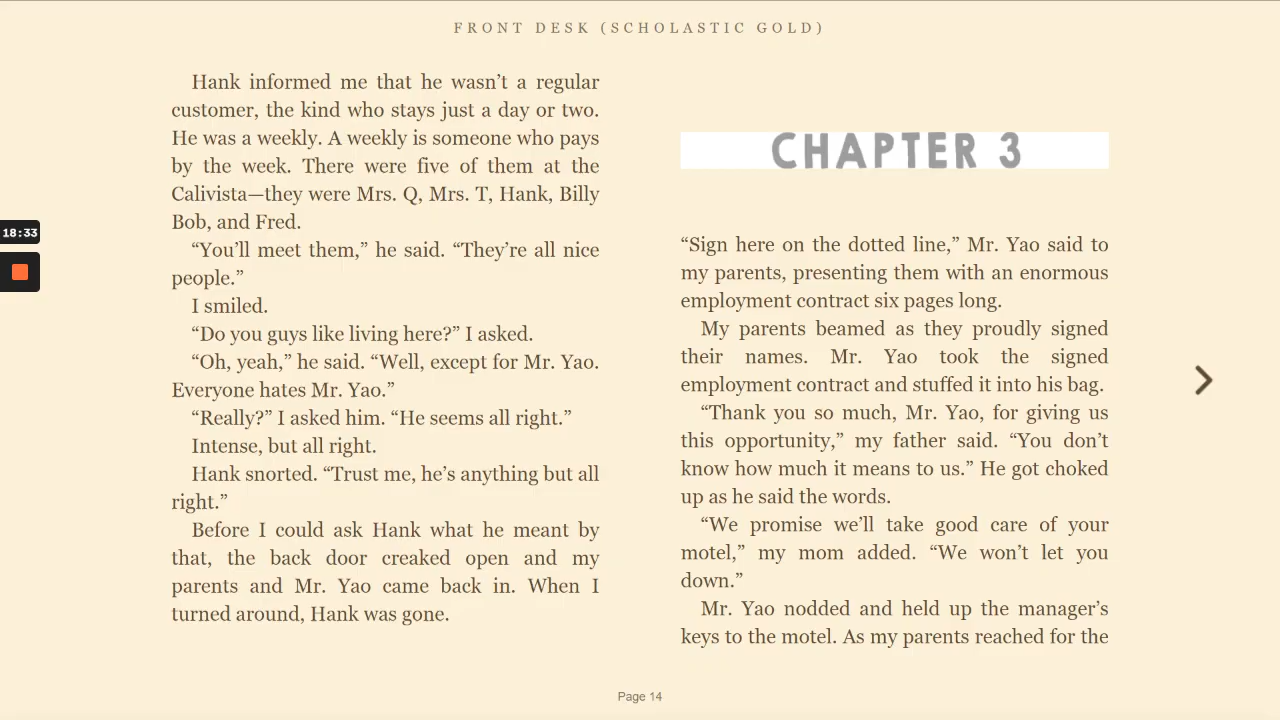 FRONT DESK (SCHOLASTIC GOLD)
Hank informed me that he wasn’t a regular
customer, the kind who stays just a day or two.
He was a weekly. A weekly is someone who pays
by the week. There were five of them at the
Calivista—they were Mrs. Q, Mrs. T, Hank, Billy
Bob, and Fred.
“You’ll meet them,” he said. “They’re all nice
people.”
I smiled.
“Do you guys like living here?” I asked.
“Oh, yeah,” he said. “Well, except for Mr. Yao.
Everyone hates Mr. Yao.”
“Really?” I asked him. “He seems all right.”
Intense, but all right.
Hank snorted. “Trust me, he’s anything but all
right.”
Before I could ask Hank what he meant by
that, the back door creaked open and my
parents and Mr. Yao came back in. When I
turned around, Hank was gone.
CHAPTER 3
“Sign here on the dotted line,” Mr. Yao said to
my parents, presenting them with an enormous
employment contract six pages long.
My parents beamed as they proudly signed
their names. Mr. Yao took the signed
employment contract and stuffed it into his bag.
“Thank you so much, Mr. Yao, for giving us
this opportunity,” my father said. “You don’t
know how much it means to us.” He got choked
up as he said the words.
“We promise we’ll take good care of your
motel,” my mom added. “We won’t let you
down.”
Mr. Yao nodded and held up the manager’s
keys to the motel. As my parents reached for the
18:33
Page 14